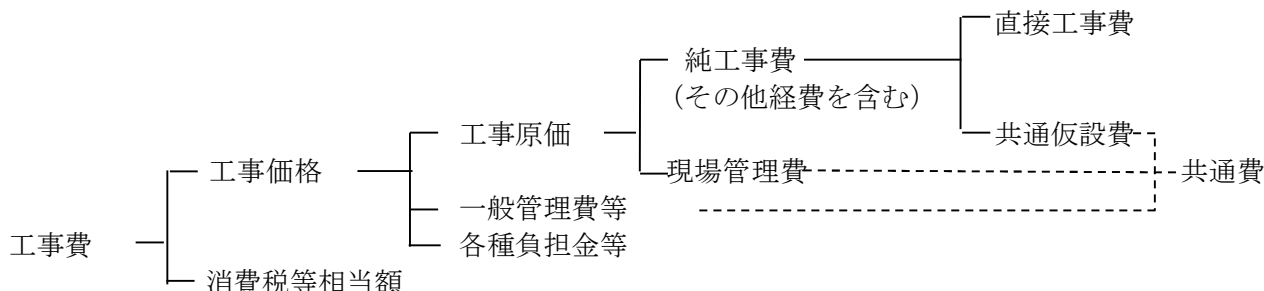 直接工事費
純工事費
(その他経費を含む)
工事原価
共通仮設費
工事価格
現場管理費
共通費
一般管理費等
工事費
各種負担金等
消費税等相当額